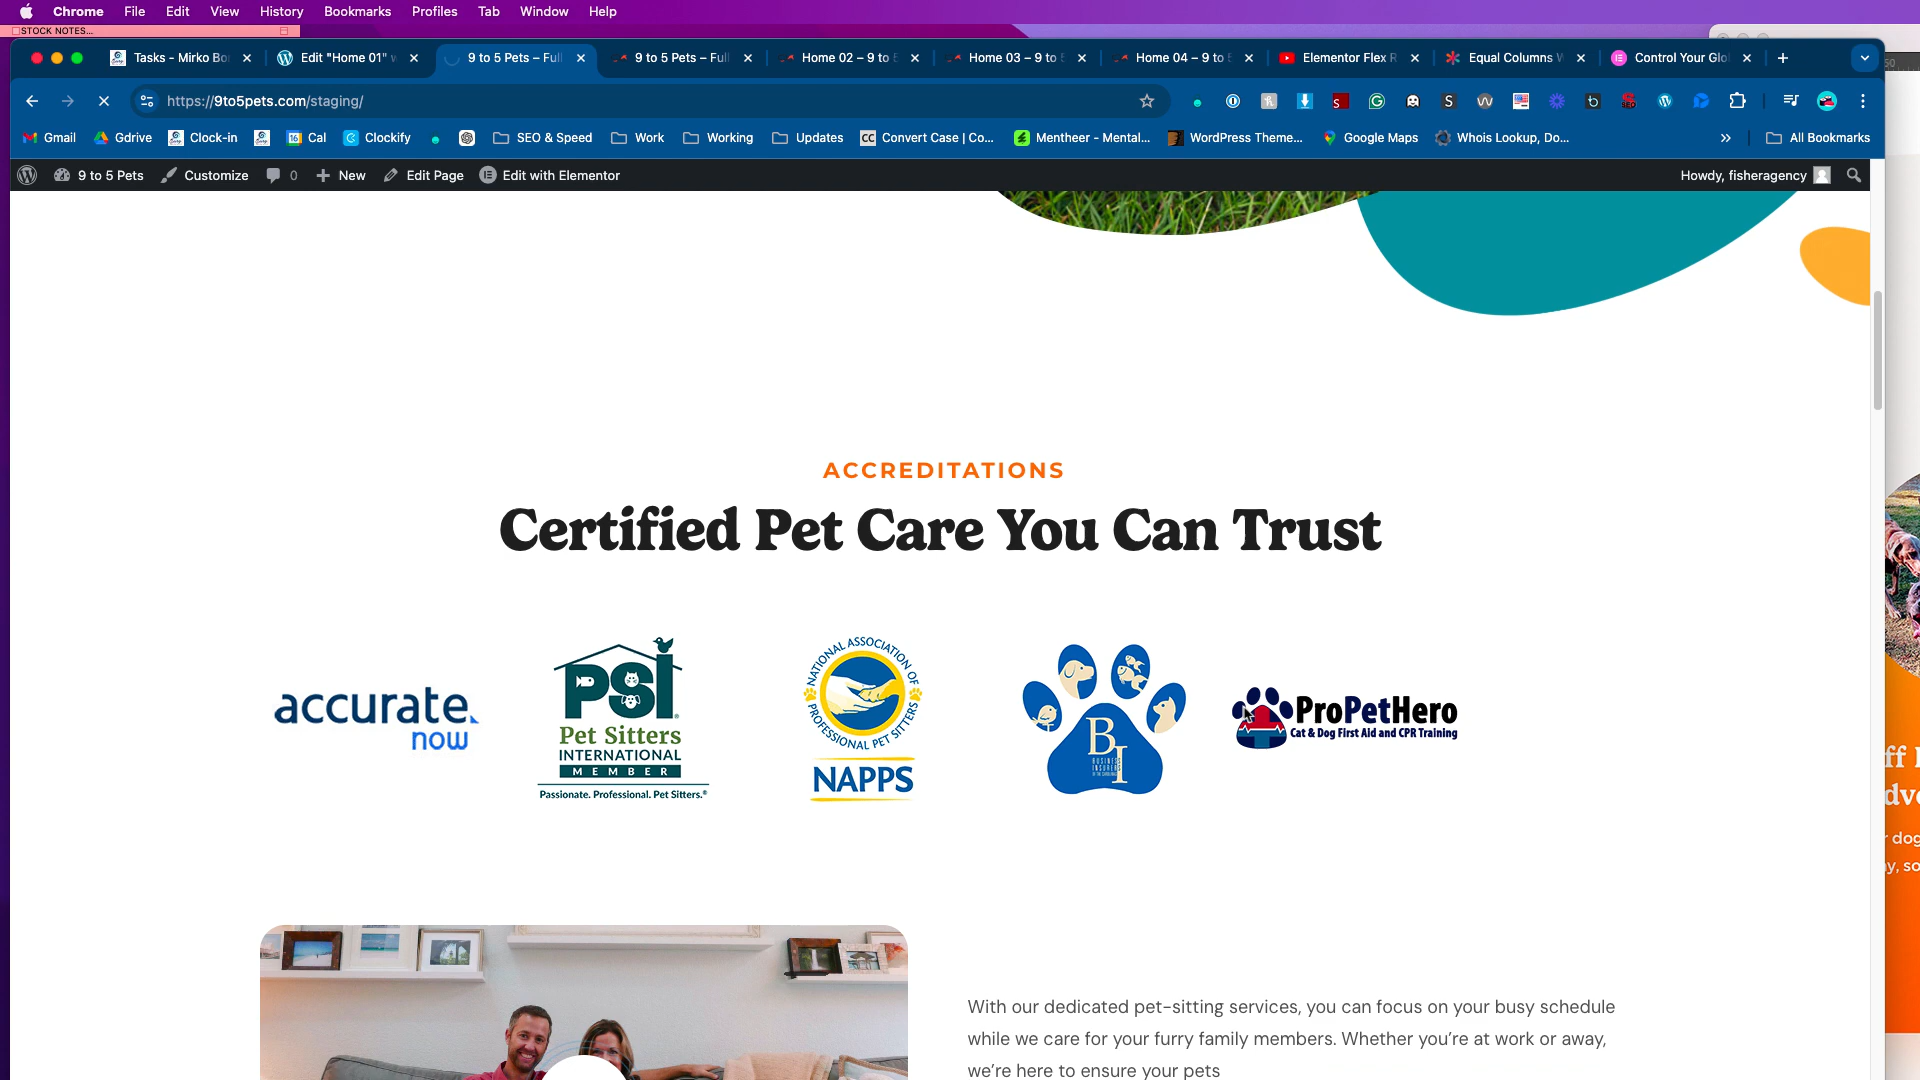 Chrome File Edit View History Bookmarks Profiles Tab Window Help
STOCK NOTES...
Tasks - Mirko Bo
Edit "Home 01"
9 to 5 Pets – Full
9 to 5 Pets – Full
Home 02 – 9 to
Home 03 – 9 to
Home 04 – 9 to
Elementor Flex
Equal Columns
Control Your Glo
https://9to5pets.com/staging/
Gmail Gdrive Clock-in Cal Clockify SEO & Speed Work Working Updates Convert Case | Co... Mentheer - Mental... WordPress Theme... Google Maps Whois Lookup, Do... » All Bookmarks
9 to 5 Pets Customize 0 New Edit Page Edit with Elementor Howdy, fisheragency
ACCREDITATIONS
Certified Pet Care You Can Trust
accurate.
now
PSI
Pet Sitters
INTERNATIONAL
MEMBER
Passionate. Professional. Pet Sitters.®
NATIONAL ASSOCIATION OF
PROFESSIONAL PET SITTERS
NAPPS
BI
ProPetHero
Cat & Dog First Aid and CPR Training
With our dedicated pet-sitting services, you can focus on your busy schedule
while we care for your furry family members. Whether you're at work or away,
we're here to ensure your pets